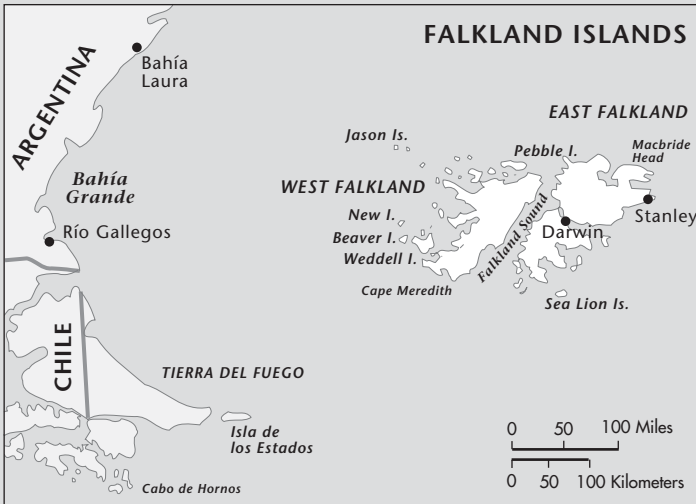 FALKLAND ISLANDS
ARGENTINA
Bahía
Laura
EAST FALKLAND
Jason Is.
Pebble I.
Macbride
Head
Bahía
Grande
WEST FALKLAND
New I.
Falkland Sound
Stanley
Río Gallegos
Beaver I.
Darwin
Weddell I.
Cape Meredith
Sea Lion Is.
CHILE
TIERRA DEL FUEGO
Isla de
los Estados
0 50 100 Miles
0 50 100 Kilometers
Cabo de Hornos